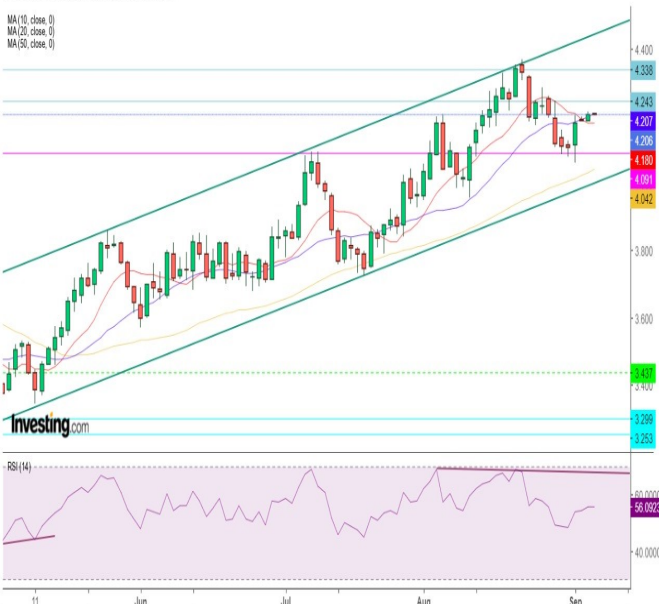 MA (10, close, 0)
MA (20, close, 0)
MA (50, close, 0)
4.400
4.338
4.243
4.207
4.206
4.180
4.091
4.042
3.800
3.600
3.437
3.400
3.299
3.253
Investing.com
RSI (14)
60.0000
56.0923
40.0000
11 Jun Jul Aug Sep